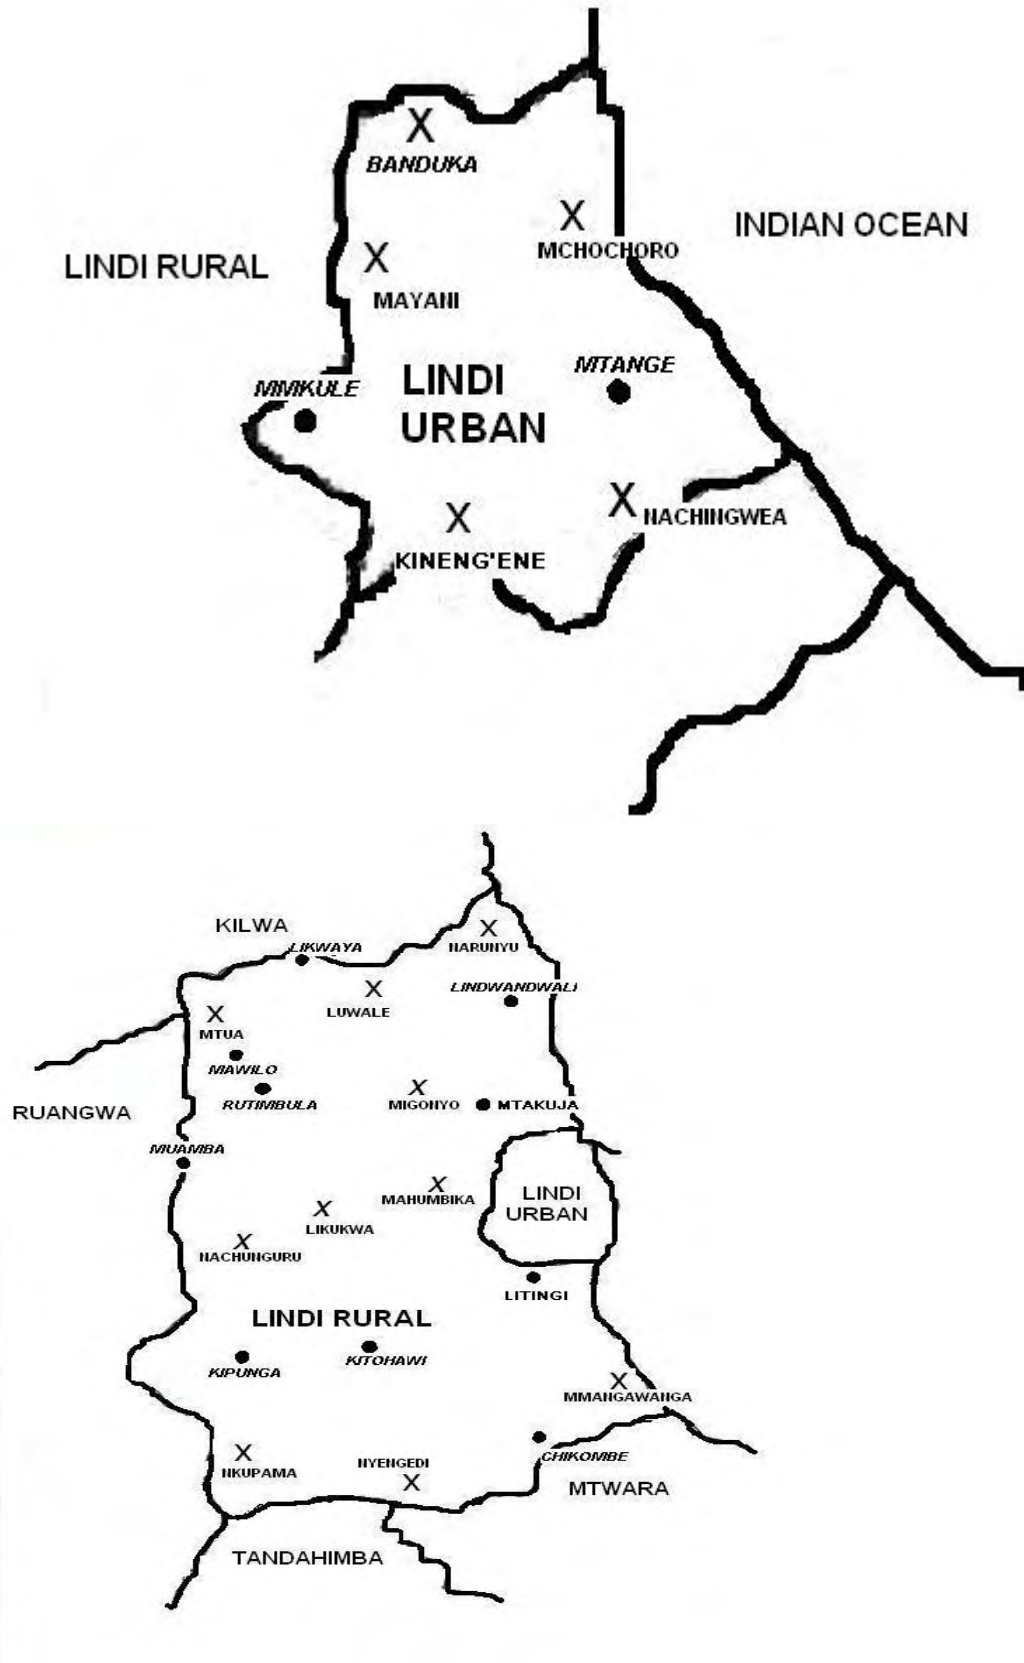 BANDUKA
MCHOCHORO
INDIAN OCEAN
LINDI RURAL
MAYANI
MTANGE
MMKULE
LINDI
URBAN
NACHINGWEA
KINENG'ENE
KILWA
NARUNYU
LIKWAYA
LINDWANDWALI
LUWALE
MTUA
MAWILO
RUTIMBULA
MIGONYO
MTAKUJA
RUANGWA
MUAMBA
MAHUMBIKA
LINDI
URBAN
LIKUKWA
NACHUNGURU
LITINGI
LINDI RURAL
KITOHAWI
KIPUNGA
MMANGAWANGA
CHIKOMBE
NYENGEDI
NKUPAMA
MTWARA
TANDAHIMBA